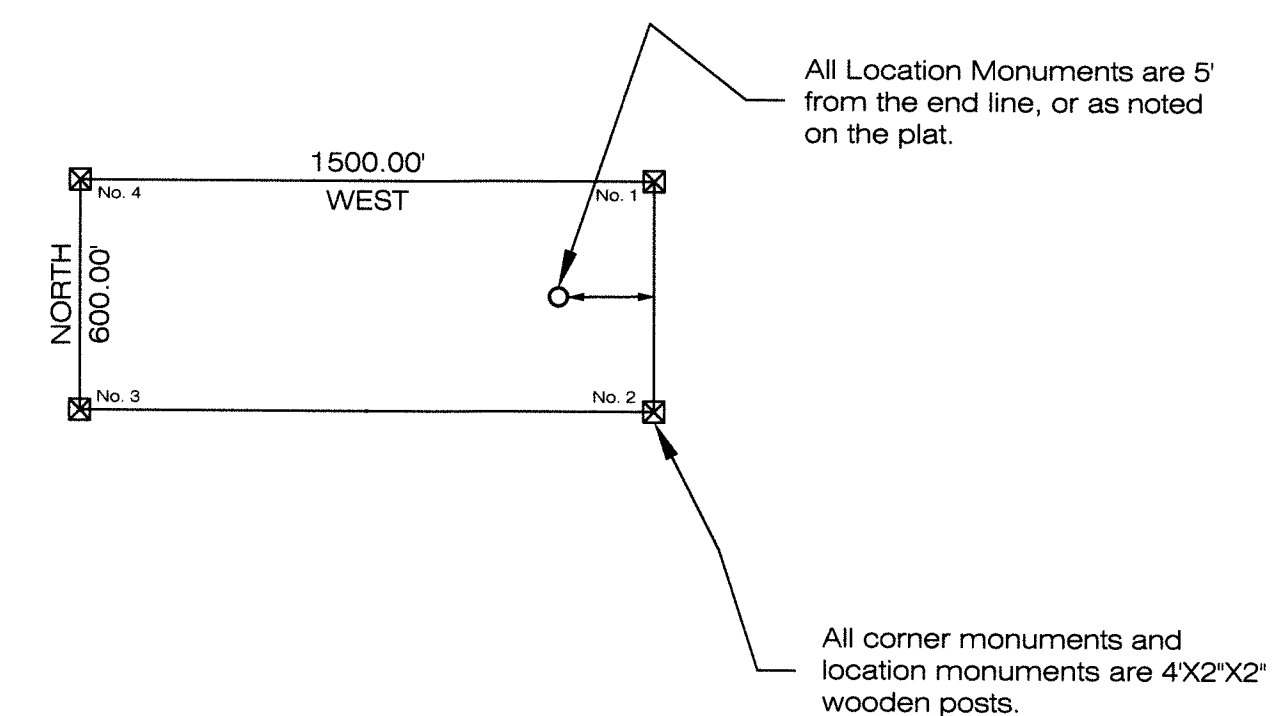 All Location Monuments are 5'
from the end line, or as noted
on the plat.
1500.00'
WEST
No. 4
No. 1
NORTH
600.00'
No. 3
No. 2
All corner monuments and
location monuments are 4'X2"X2"
wooden posts.